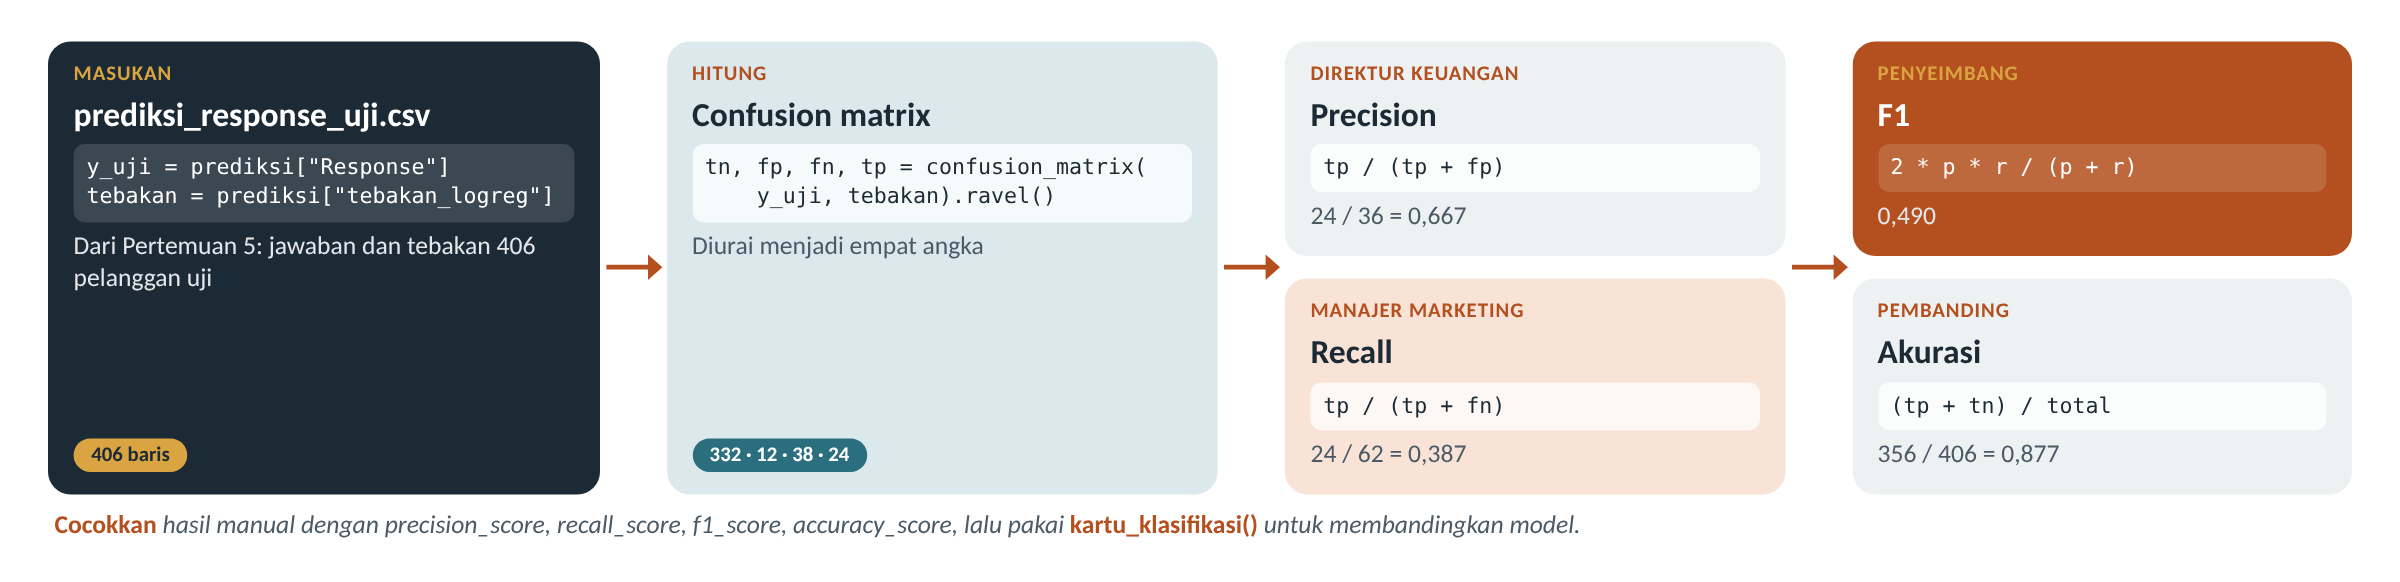 MASUKAN
prediksi_response_uji.csv
y_uji = prediksi["Response"]
tebakan = prediksi["tebakan_logreg"]
Dari Pertemuan 5: jawaban dan tebakan 406
pelanggan uji
406 baris
HITUNG
Confusion matrix
tn, fp, fn, tp = confusion_matrix(
    y_uji, tebakan).ravel()
Diurai menjadi empat angka
332 · 12 · 38 · 24
DIREKTUR KEUANGAN
Precision
tp / (tp + fp)
24 / 36 = 0,667
MANAJER MARKETING
Recall
tp / (tp + fn)
24 / 62 = 0,387
PENYEIMBANG
F1
2 * p * r / (p + r)
0,490
PEMBANDING
Akurasi
(tp + tn) / total
356 / 406 = 0,877
Cocokkan hasil manual dengan precision_score, recall_score, f1_score, accuracy_score, lalu pakai kartu_klasifikasi() untuk membandingkan model.